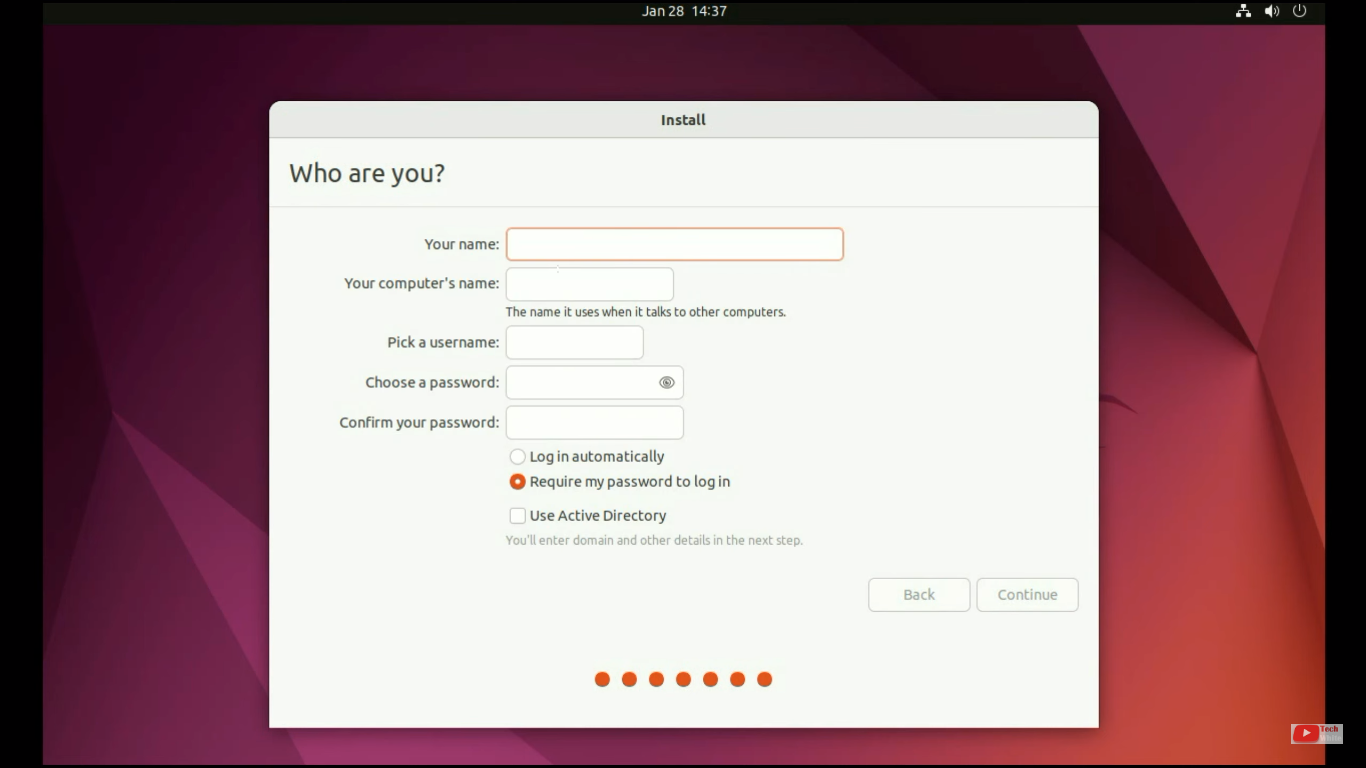 Jan 28 14:37
Install
Who are you?
Your name:
Your computer's name:
The name it uses when it talks to other computers.
Pick a username:
Choose a password:
Confirm your password:
Log in automatically
Require my password to log in
Use Active Directory
You'll enter domain and other details in the next step.
Back Continue
Tech